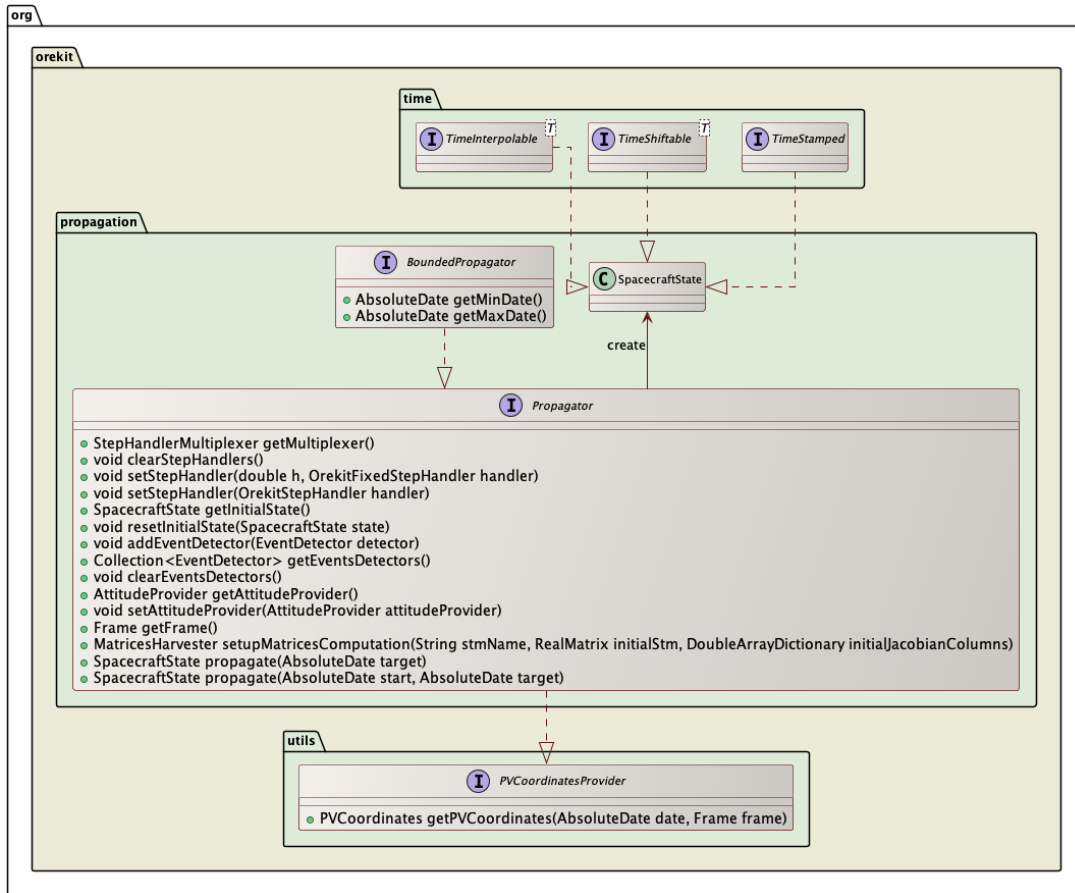 org
orekit
time
I TimeInterpolable T
I TimeShiftable T
I TimeStamped
propagation
I BoundedPropagator
AbsoluteDate getMinDate()
AbsoluteDate getMaxDate()
C SpacecraftState
create
I Propagator
StepHandlerMultiplexer getMultiplexer()
void clearStepHandlers()
void setStepHandler(double h, OrekitFixedStepHandler handler)
void setStepHandler(OrekitStepHandler handler)
SpacecraftState getInitialState()
void resetInitialState(SpacecraftState state)
void addEventDetector(EventDetector detector)
Collection<EventDetector> getEventsDetectors()
void clearEventsDetectors()
AttitudeProvider getAttitudeProvider()
void setAttitudeProvider(AttitudeProvider attitudeProvider)
Frame getFrame()
MatricesHarvester setupMatricesComputation(String stmName, RealMatrix initialStm, DoubleArrayDictionary initialJacobianColumns)
SpacecraftState propagate(AbsoluteDate target)
SpacecraftState propagate(AbsoluteDate start, AbsoluteDate target)
utils
I PVCoordinatesProvider
PVCoordinates getPVCoordinates(AbsoluteDate date, Frame frame)